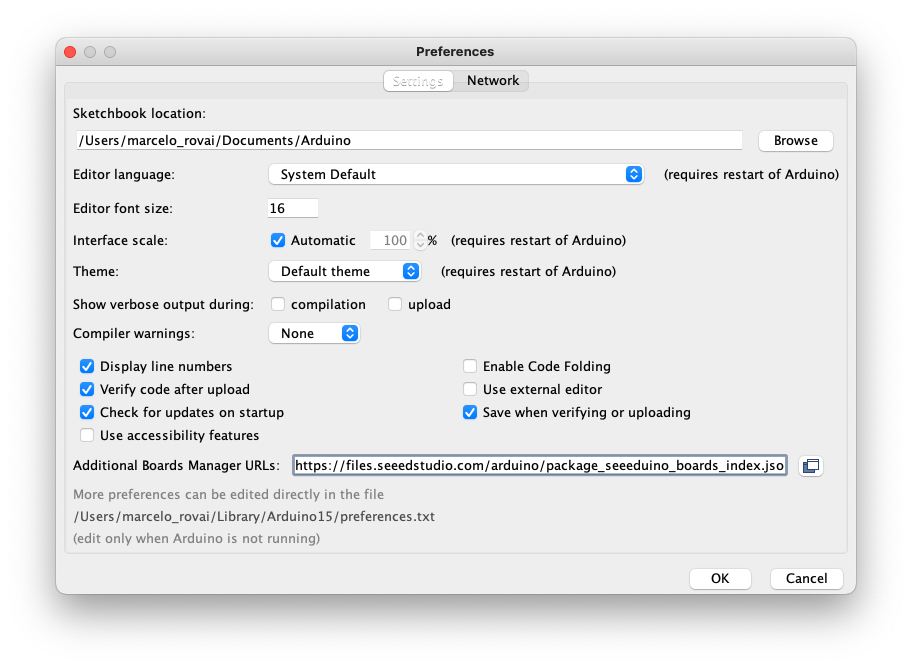 Preferences
Settings Network
Sketchbook location:
/Users/marcelo_rovai/Documents/Arduino Browse
Editor language: System Default (requires restart of Arduino)
Editor font size: 16
Interface scale: Automatic 100 % (requires restart of Arduino)
Theme: Default theme (requires restart of Arduino)
Show verbose output during: compilation upload
Compiler warnings: None
Display line numbers Enable Code Folding
Verify code after upload Use external editor
Check for updates on startup Save when verifying or uploading
Use accessibility features
Additional Boards Manager URLs: https://files.seeedstudio.com/arduino/package_seeeduino_boards_index.jso
More preferences can be edited directly in the file
/Users/marcelo_rovai/Library/Arduino15/preferences.txt
(edit only when Arduino is not running)
OK Cancel